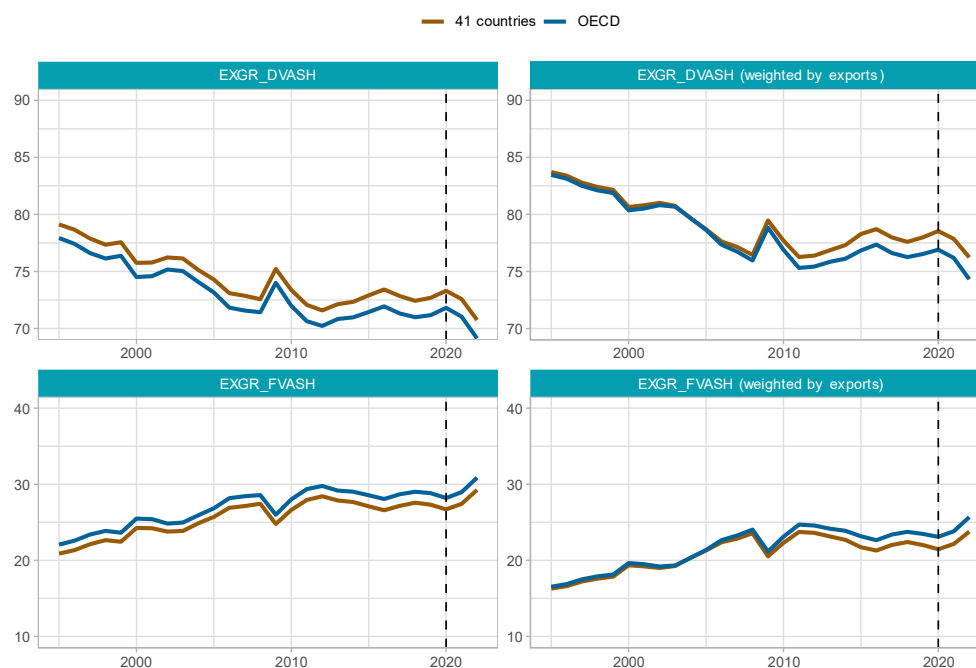 41 countries OECD
EXGR_DVASH EXGR_DVASH (weighted by exports)
90 90
85 85
80 80
75 75
70 70
2000 2010 2020 2000 2010 2020
EXGR_FVASH EXGR_FVASH (weighted by exports)
40 40
30 30
20 20
10 10
2000 2010 2020 2000 2010 2020